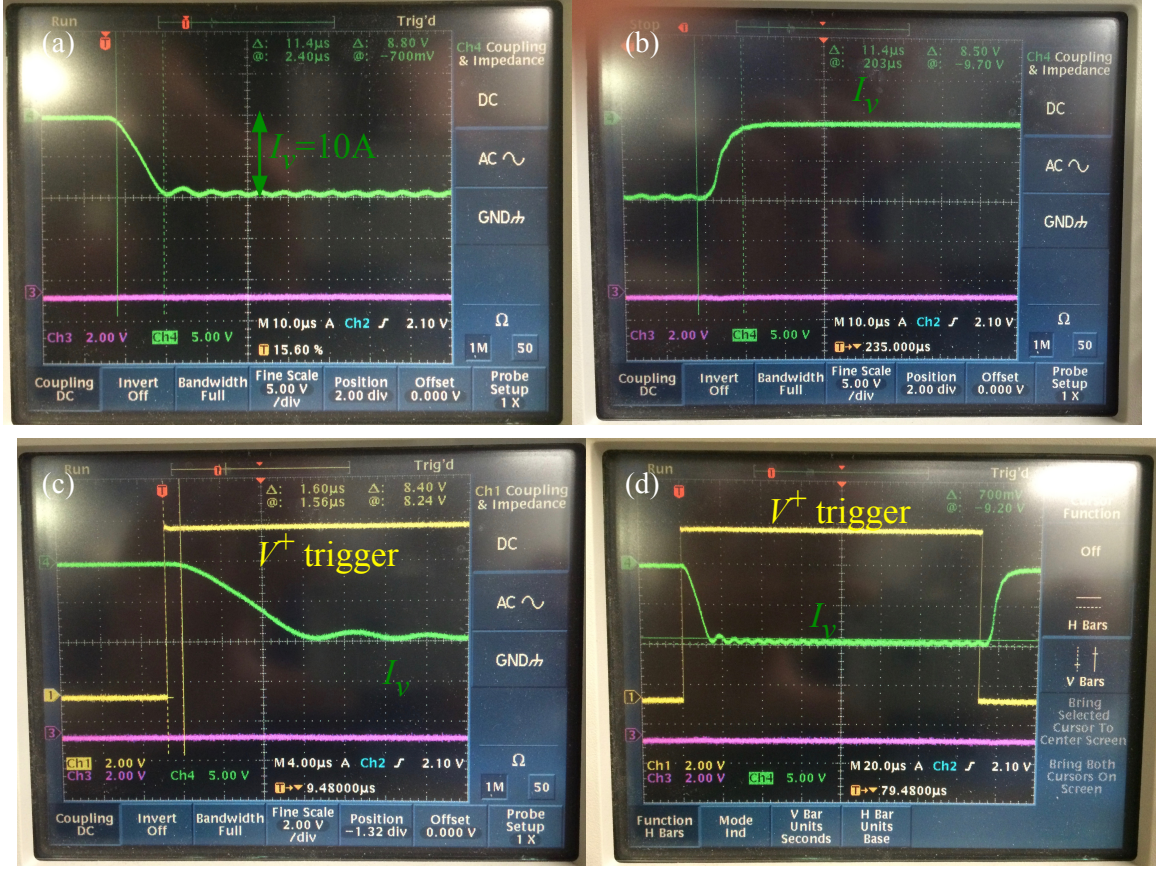 Run Trig'd
(a)
Δ: 11.4µs Δ: 8.80 V
@: 2.40µs @: -700mV
Ch4 Coupling
& Impedance
DC
I_v=10A
AC
GND
3
Ω
M 10.0µs A Ch2 2.10 V
Ch3 2.00 V Ch4 5.00 V
T 15.60 %
1M 50
Coupling
DC
Invert
Off
Bandwidth
Full
Fine Scale
5.00 V
/div
Position
2.00 div
Offset
0.000 V
Probe
Setup
1 X
Stop
(b)
Δ: 11.4µs Δ: 8.50 V
@: 203µs @: -9.70 V
Ch4 Coupling
& Impedance
I_v
DC
AC
GND
3
Ω
M 10.0µs A Ch2 2.10 V
Ch3 2.00 V Ch4 5.00 V
T 235.000µs
1M 50
Coupling
DC
Invert
Off
Bandwidth
Full
Fine Scale
5.00 V
/div
Position
2.00 div
Offset
0.000 V
Probe
Setup
1 X
Run Trig'd
(c)
Δ: 1.60µs Δ: 8.40 V
@: 1.56µs @: 8.24 V
Ch1 Coupling
& Impedance
V+ trigger
DC
4
AC
GND
I_v
1
3
Ch1 2.00 V
Ch3 2.00 V Ch4 5.00 V
M 4.00µs A Ch2 2.10 V
T 9.48000µs
Ω
1M 50
Coupling
DC
Invert
Off
Bandwidth
Full
Fine Scale
2.00 V
/div
Position
-1.32 div
Offset
0.000 V
Probe
Setup
1 X
Run Trig'd
(d)
Δ: 700mV
@: -9.20 V
Function
V+ trigger
Off
4
I_v
H Bars
V Bars
1
Bring
Selected
Cursor To
Center Screen
3
Bring Both
Cursors On
Screen
Ch1 2.00 V
Ch3 2.00 V Ch4 5.00 V
M 20.0µs A Ch2 2.10 V
T 79.4800µs
Function
H Bars
Mode
Ind
V Bar
Units
Seconds
H Bar
Units
Base